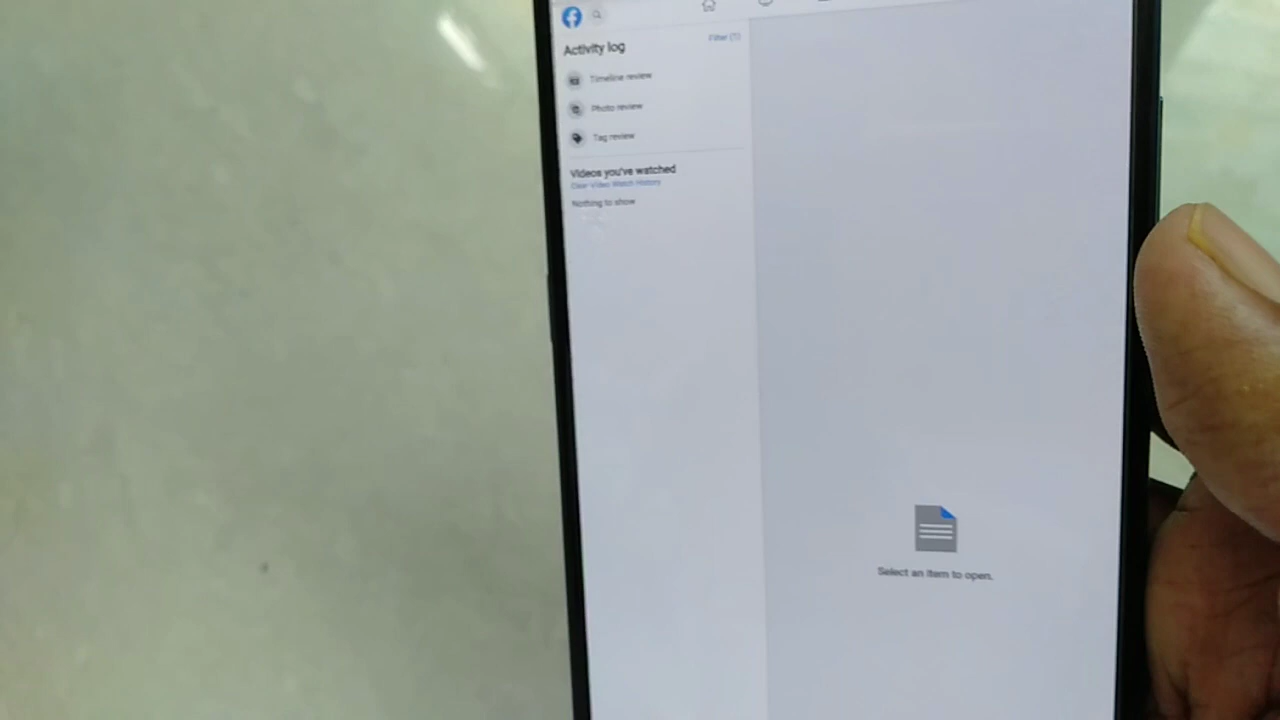 Activity log
Filter (1)
Timeline review
Photo review
Tag review
Videos you've watched
Clear Video Watch History
Nothing to show
Select an item to open.